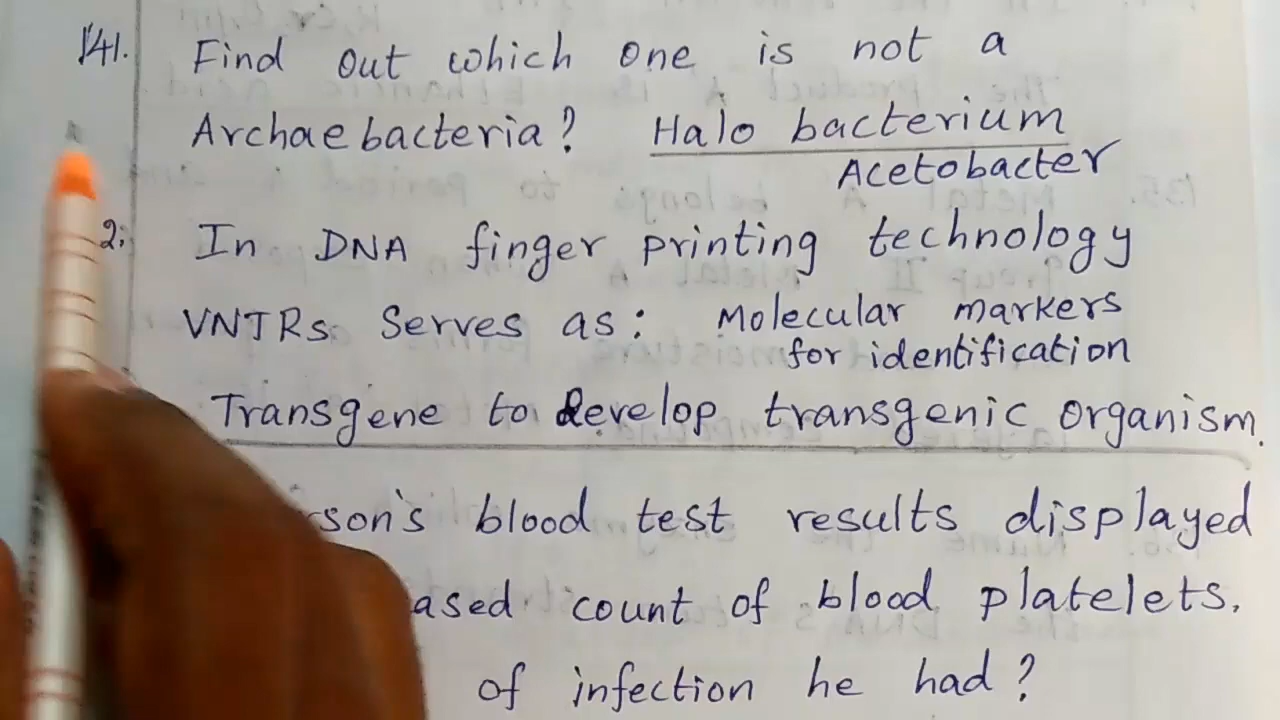 141. Find out which one is not a
Archaebacteria? Halo bacterium
Acetobacter
2. In DNA finger printing technology
VNTRs Serves as: Molecular markers
for identification
Transgene to develop transgenic organism.
blood test results displayed
count of blood platelets.
of infection he had?